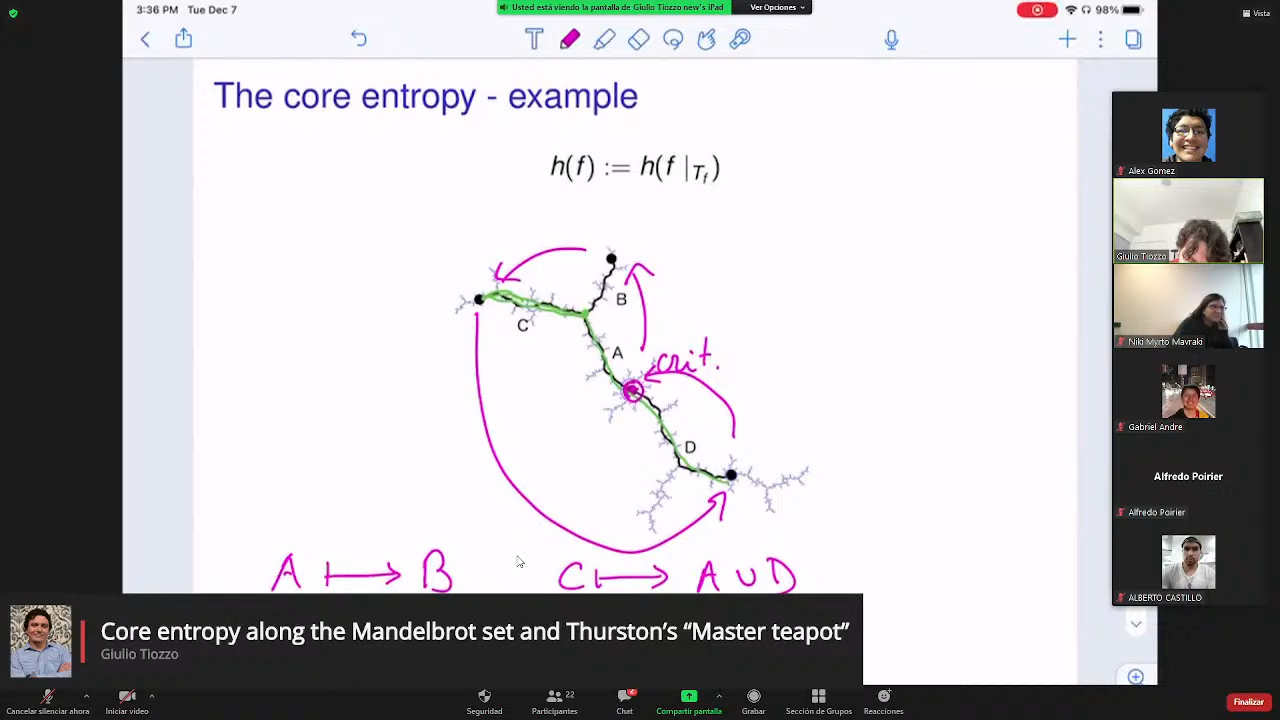 3:36 PM Tue Dec 7
Usted está viendo la pantalla de Giulio Tiozzo new's iPad
Ver Opciones
98%
Vista
The core entropy - example
h(f) := h(f |T_f)
Alex Gomez
Giulio Tiozzo
B
C
A
crit.
Niki Myrto Mavraki
Gabriel Andre
D
Alfredo Poirier
Alfredo Poirier
A ⟼ B C ⟼ A ∪ D
ALBERTO CASTILLO
Core entropy along the Mandelbrot set and Thurston's “Master teapot”
Giulio Tiozzo
22
2
Cancelar silenciar ahora
Iniciar video
Seguridad
Participantes
Chat
Compartir pantalla
Grabar
Sección de Grupos
Reacciones
Finalizar